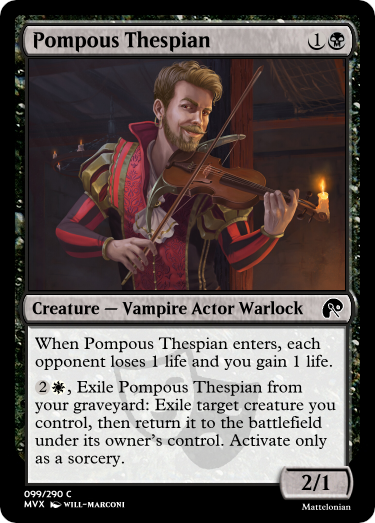 Pompous Thespian 1
Creature — Vampire Actor Warlock
When Pompous Thespian enters, each
opponent loses 1 life and you gain 1 life.
2, Exile Pompous Thespian from
your graveyard: Exile target creature you
control, then return it to the battlefield
under its owner's control. Activate only
as a sorcery.
2/1
099/290 C
MVX WILL-MARCONI
Mattelonian